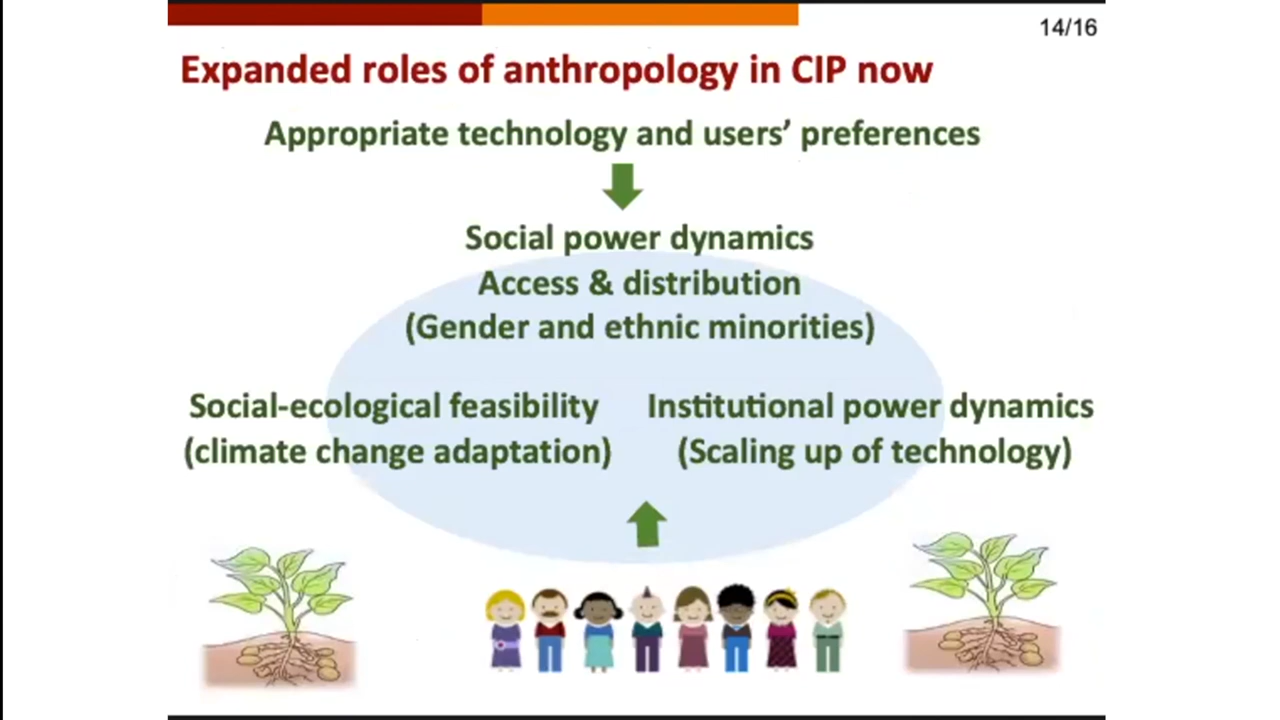 14/16
Expanded roles of anthropology in CIP now
Appropriate technology and users’ preferences
Social power dynamics
Access & distribution
(Gender and ethnic minorities)
Social-ecological feasibility
(climate change adaptation)
Institutional power dynamics
(Scaling up of technology)